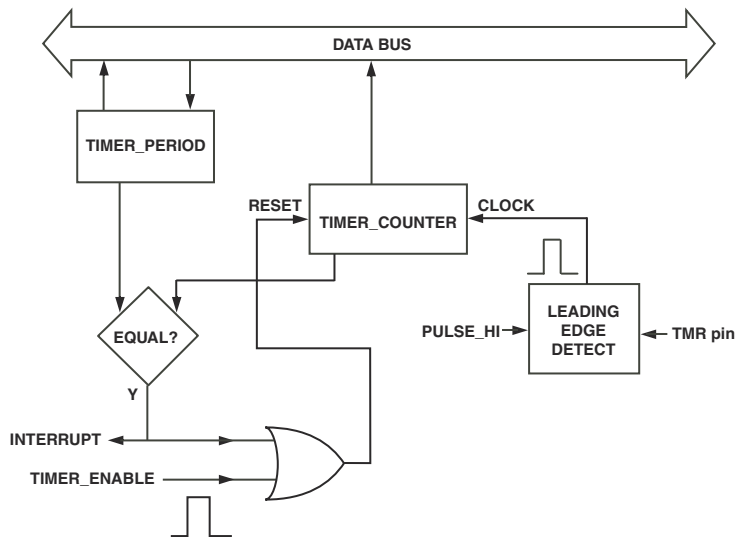 DATA BUS
TIMER_PERIOD
RESET
TIMER_COUNTER
CLOCK
EQUAL?
LEADING
EDGE
DETECT
PULSE_HI
TMR pin
Y
INTERRUPT
TIMER_ENABLE